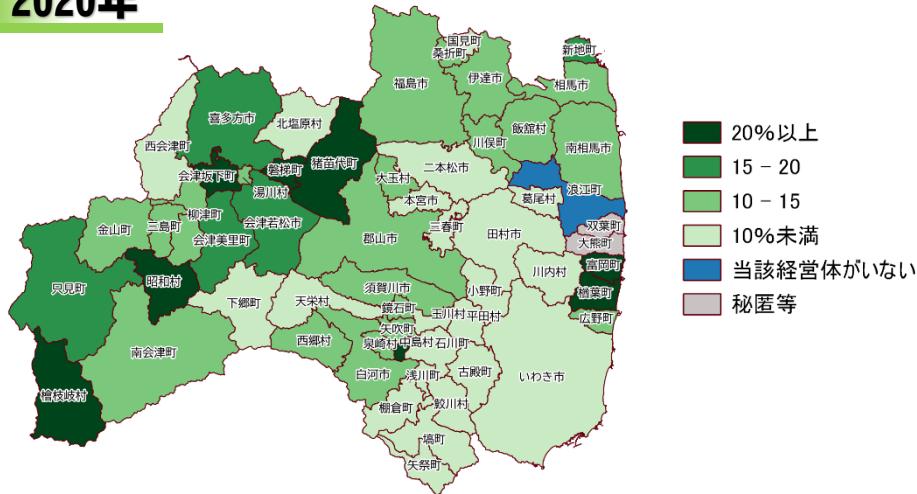 2020年
国見町
桑折町
新地町
福島市
伊達市
相馬市
喜多方市
北塩原村
川俣町
飯舘村
南相馬市
西会津町
猪苗代町
二本松市
会津坂下町
磐梯町
大玉村
湯川村
本宮市
葛尾村
浪江町
柳津町
会津若松市
三春町
双葉町
金山町
三島町
会津美里町
郡山市
田村市
大熊町
昭和村
川内村
富岡町
只見町
須賀川市
小野町
楢葉町
下郷町
天栄村
鏡石町
玉川村
平田村
広野町
矢吹町
西郷村
泉崎村
中島村
石川町
南会津町
白河市
浅川町
古殿町
いわき市
檜枝岐村
棚倉町
鮫川村
塙町
矢祭町
20%以上
15 - 20
10 - 15
10%未満
当該経営体がいない
秘匿等